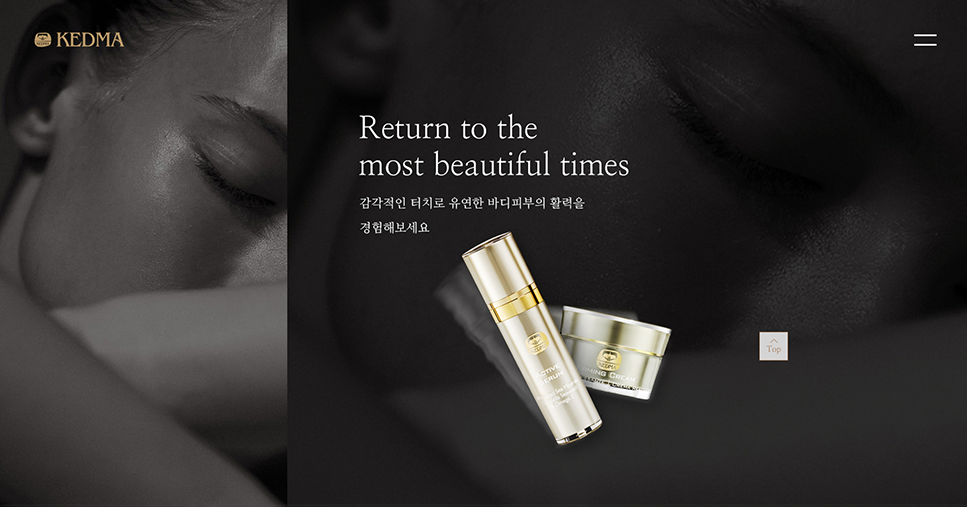 KEDMA
Return to the
most beautiful times
감각적인 터치로 유연한 바디피부의 활력을
경험해보세요
Top